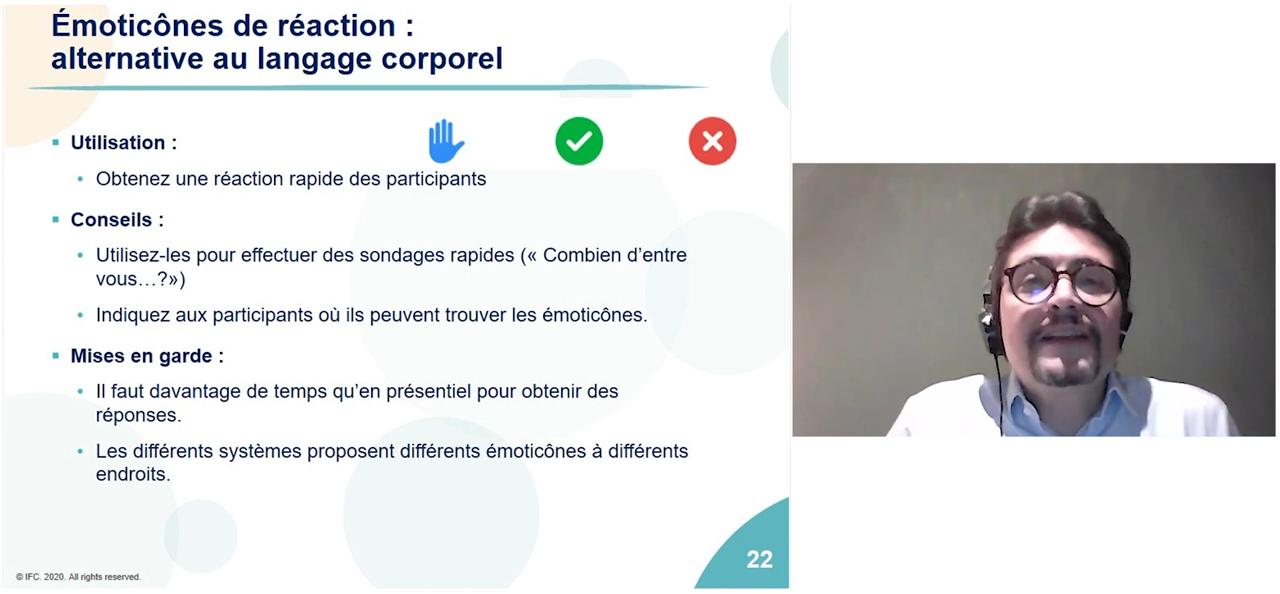 Émoticônes de réaction :
alternative au langage corporel
Utilisation :
Obtenez une réaction rapide des participants
Conseils :
Utilisez-les pour effectuer des sondages rapides (« Combien d’entre
vous…?»)
Indiquez aux participants où ils peuvent trouver les émoticônes.
Mises en garde :
Il faut davantage de temps qu’en présentiel pour obtenir des
réponses.
Les différents systèmes proposent différents émoticônes à différents
endroits.
22
© IFC. 2020. All rights reserved.